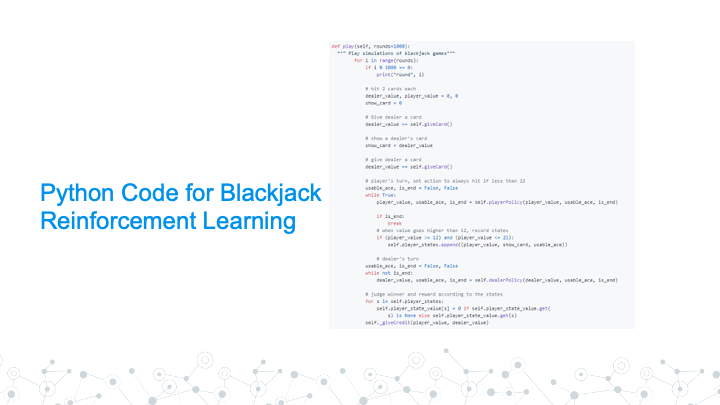 Python Code for Blackjack
Reinforcement Learning
def play(self, rounds=1000):
""" Play simulations of blackjack games"""
for i in range(rounds):
if i % 1000 == 0:
print("round", i)
# hit 2 cards each
dealer_value, player_value = 0, 0
show_card = 0
# Give dealer a card
dealer_value += self.giveCard()
# show a dealer's card
show_card = dealer_value
# give dealer a card
dealer_value += self.giveCard()
# player's turn, set action to always hit if less than 12
usable_ace, is_end = False, False
while True:
player_value, usable_ace, is_end = self.playerPolicy(player_value, usable_ace, is_end)
if is_end:
break
# when value goes higher than 12, record states
if (player_value >= 12) and (player_value <= 21):
self.player_states.append((player_value, show_card, usable_ace))
# dealer's turn
usable_ace, is_end = False, False
while not is_end:
dealer_value, usable_ace, is_end = self.dealerPolicy(dealer_value, usable_ace, is_end)
# judge winner and reward according to the states
for s in self.player_states:
self.player_state_value[s] = 0 if self.player_state_value.get(
s) is None else self.player_state_value.get(s)
self._giveCredit(player_value, dealer_value)